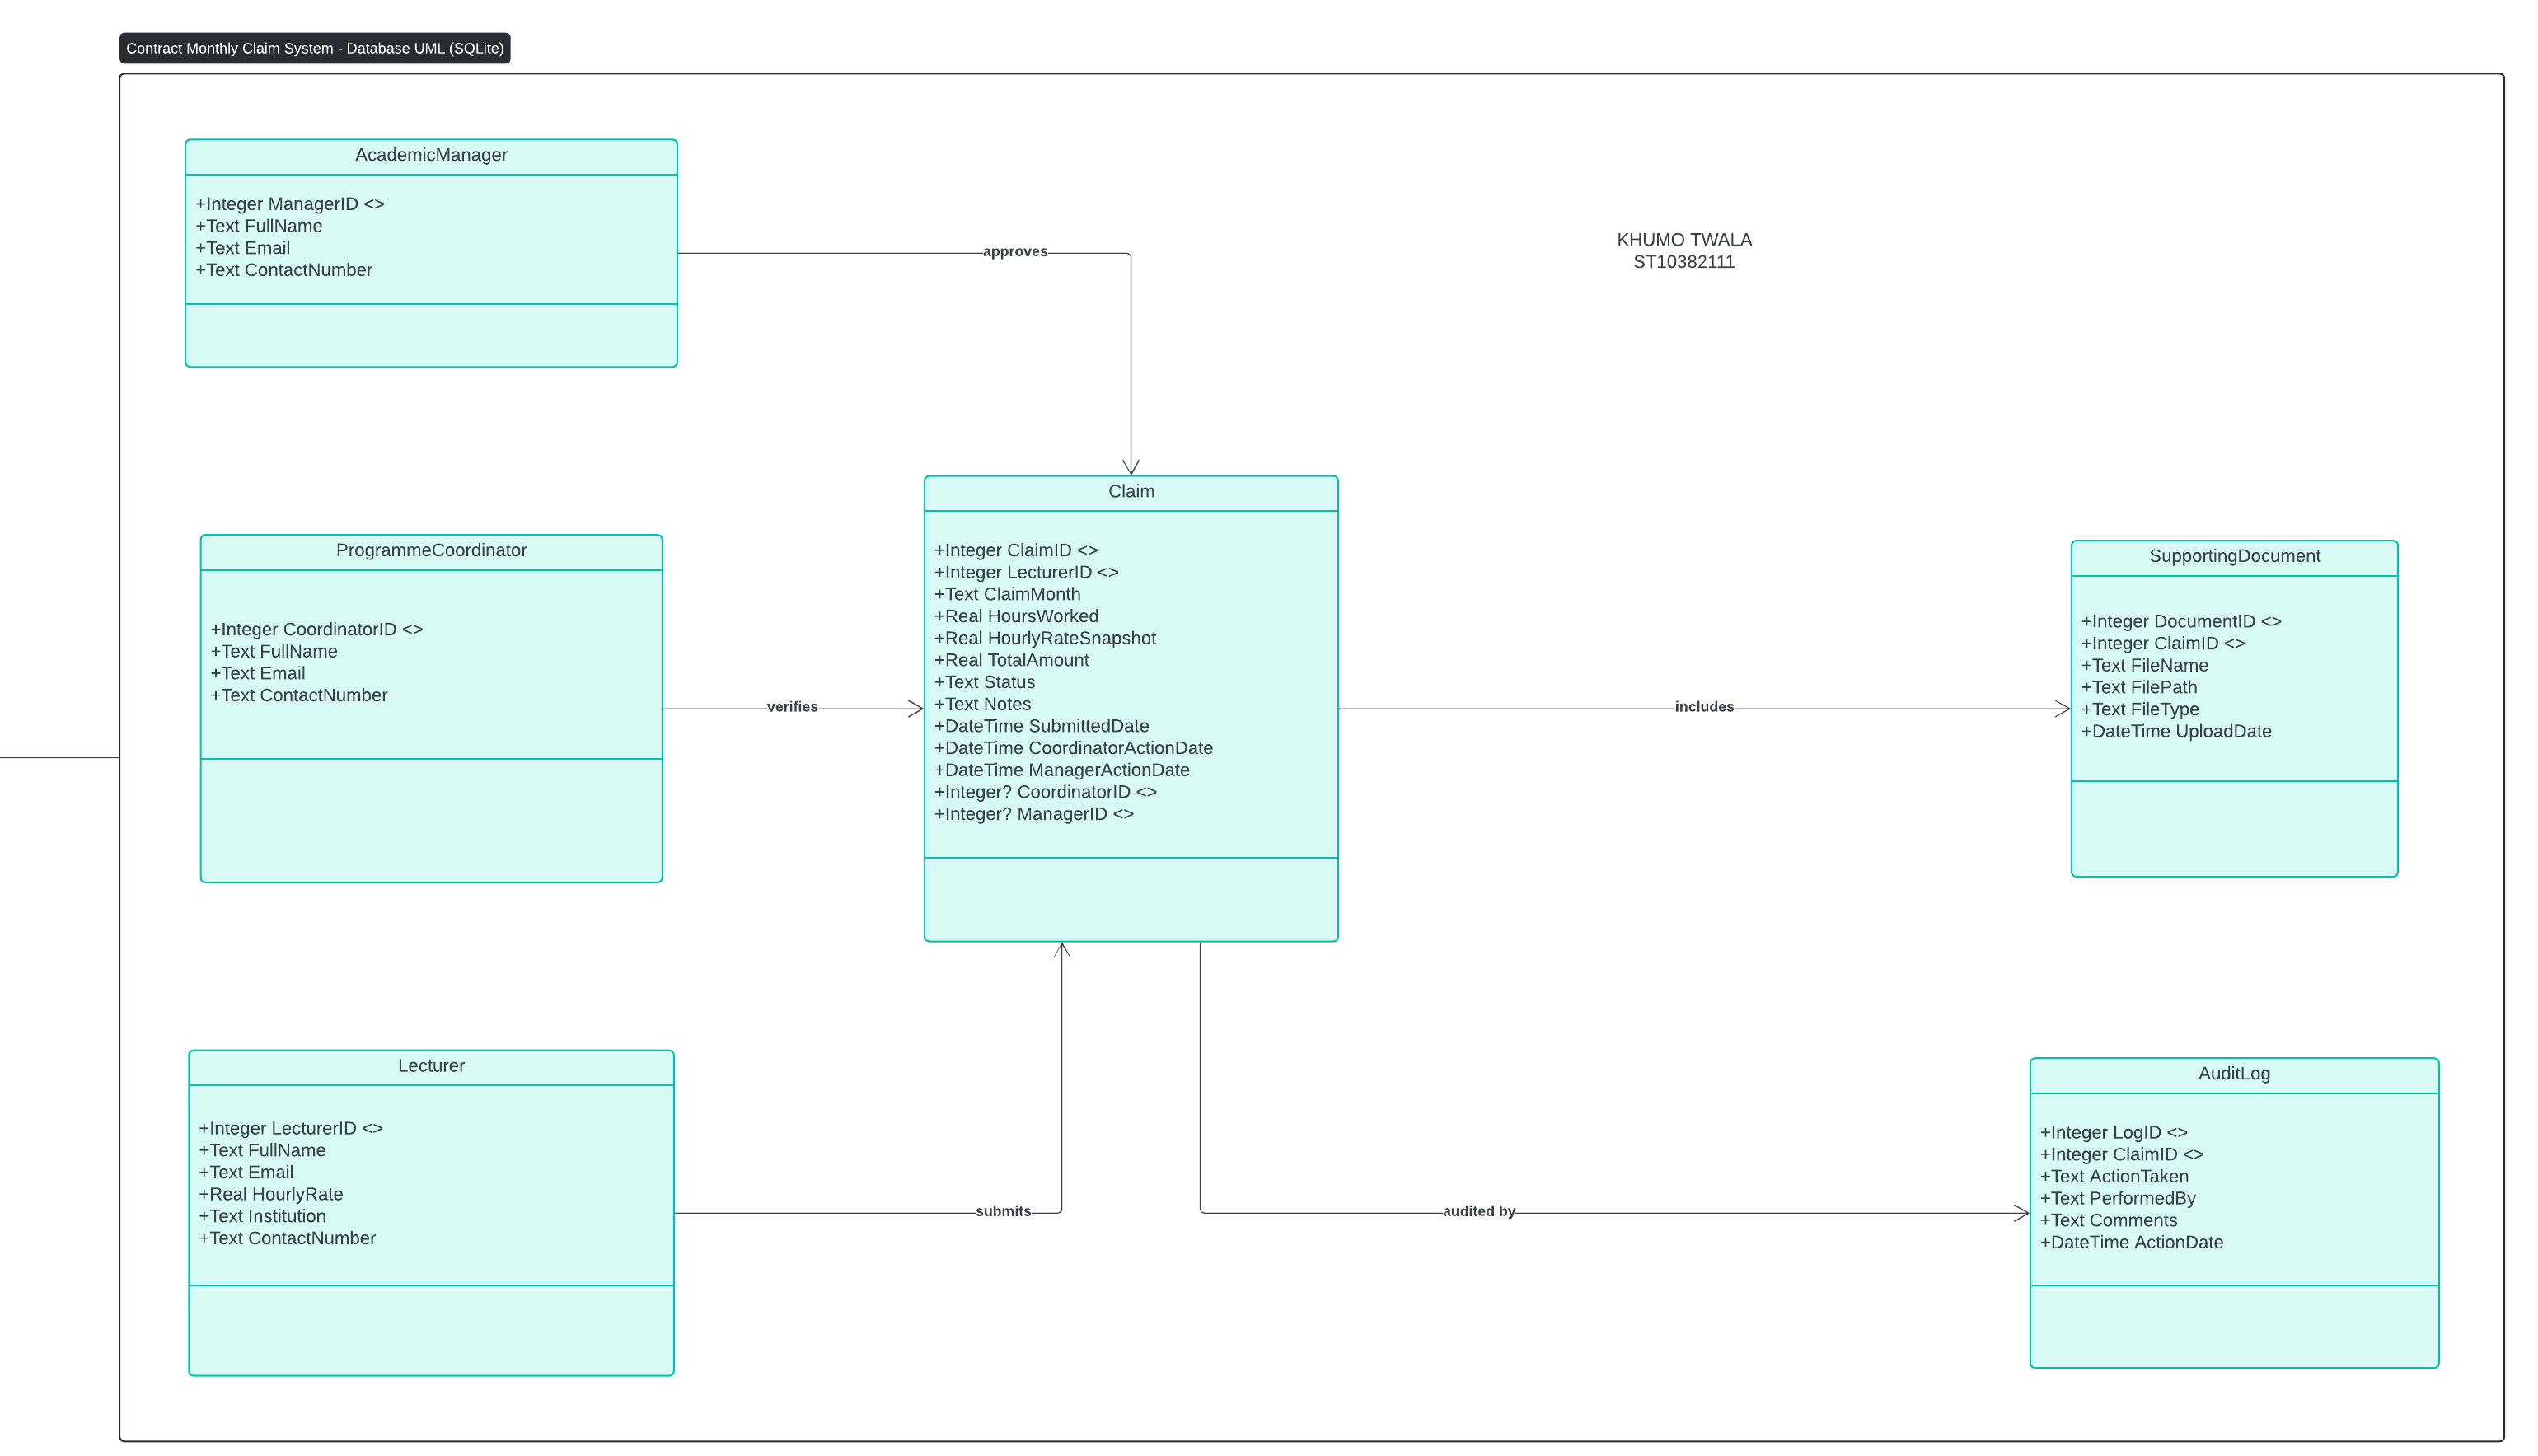 Contract Monthly Claim System - Database UML (SQLite)
AcademicManager
+Integer ManagerID <>
+Text FullName
+Text Email
+Text ContactNumber
approves
KHUMO TWALA
ST10382111
ProgrammeCoordinator
+Integer CoordinatorID <>
+Text FullName
+Text Email
+Text ContactNumber
verifies
Claim
+Integer ClaimID <>
+Integer LecturerID <>
+Text ClaimMonth
+Real HoursWorked
+Real HourlyRateSnapshot
+Real TotalAmount
+Text Status
+Text Notes
+DateTime SubmittedDate
+DateTime CoordinatorActionDate
+DateTime ManagerActionDate
+Integer? CoordinatorID <>
+Integer? ManagerID <>
includes
SupportingDocument
+Integer DocumentID <>
+Integer ClaimID <>
+Text FileName
+Text FilePath
+Text FileType
+DateTime UploadDate
Lecturer
+Integer LecturerID <>
+Text FullName
+Text Email
+Real HourlyRate
+Text Institution
+Text ContactNumber
submits
audited by
AuditLog
+Integer LogID <>
+Integer ClaimID <>
+Text ActionTaken
+Text PerformedBy
+Text Comments
+DateTime ActionDate